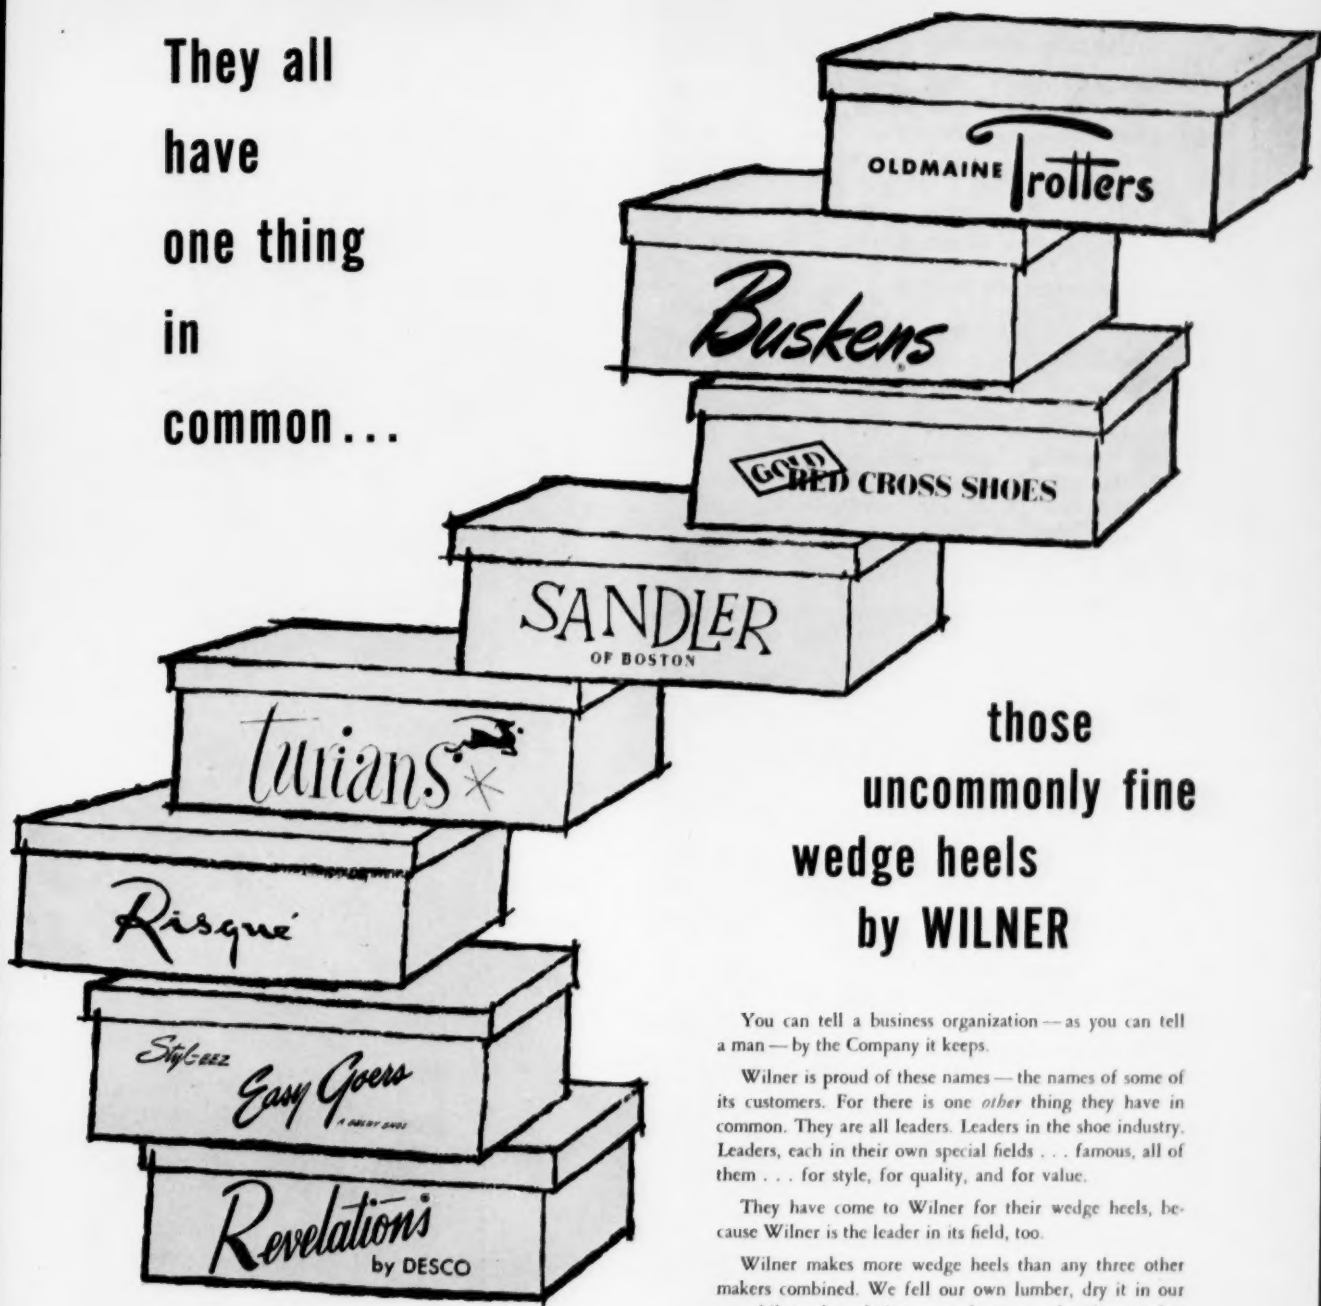 They all
have
one thing
in
common...
OLDMAINE Trotters
Buskens
GOLD
RED CROSS SHOES
SANDLER
OF BOSTON
turians
Risqué
Styl-EEZ
Easy Goers
Revelations
by DESCO
those
uncommonly fine
wedge heels
by WILNER
You can tell a business organization — as you can tell
a man — by the Company it keeps.
Wilner is proud of these names — the names of some of
its customers. For there is one other thing they have in
common. They are all leaders. Leaders in the shoe industry.
Leaders, each in their own special fields . . . famous, all of
them . . . for style, for quality, and for value.
They have come to Wilner for their wedge heels, be-
cause Wilner is the leader in its field, too.
Wilner makes more wedge heels than any three other
makers combined. We fell our own lumber, dry it in our